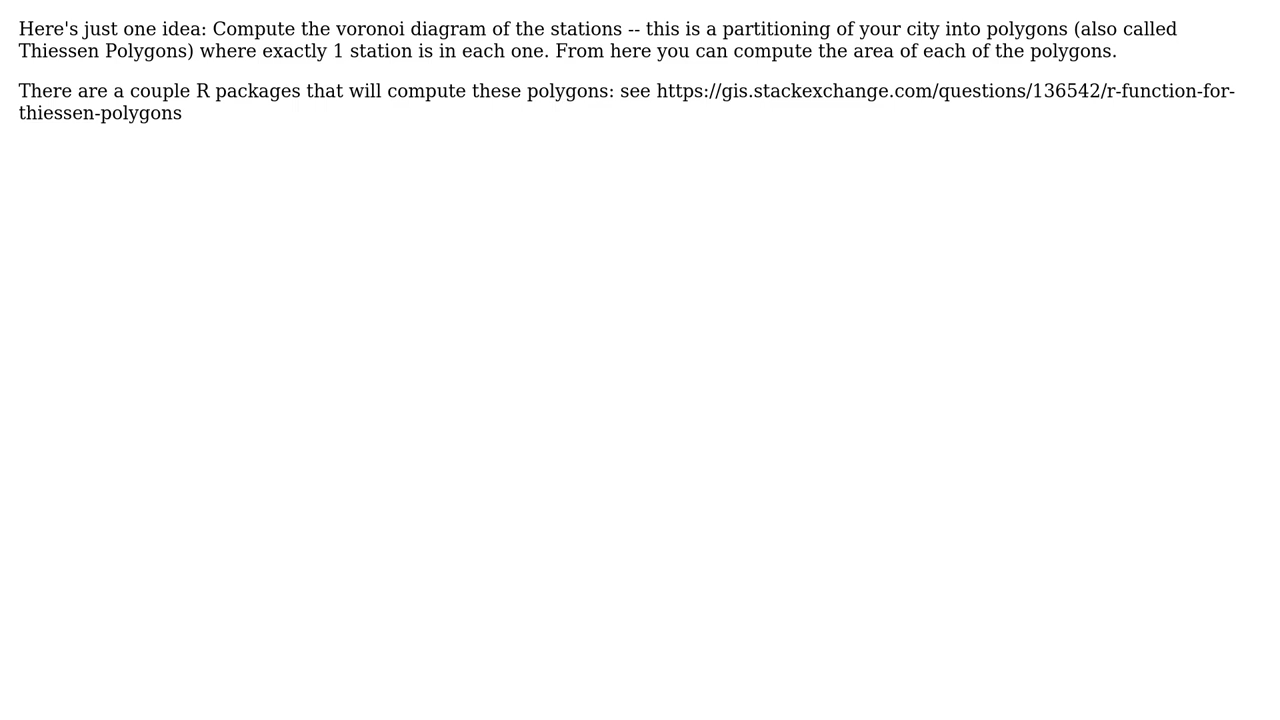 Here's just one idea: Compute the voronoi diagram of the stations -- this is a partitioning of your city into polygons (also called
Thiessen Polygons) where exactly 1 station is in each one. From here you can compute the area of each of the polygons.
There are a couple R packages that will compute these polygons: see https://gis.stackexchange.com/questions/136542/r-function-for-
thiessen-polygons